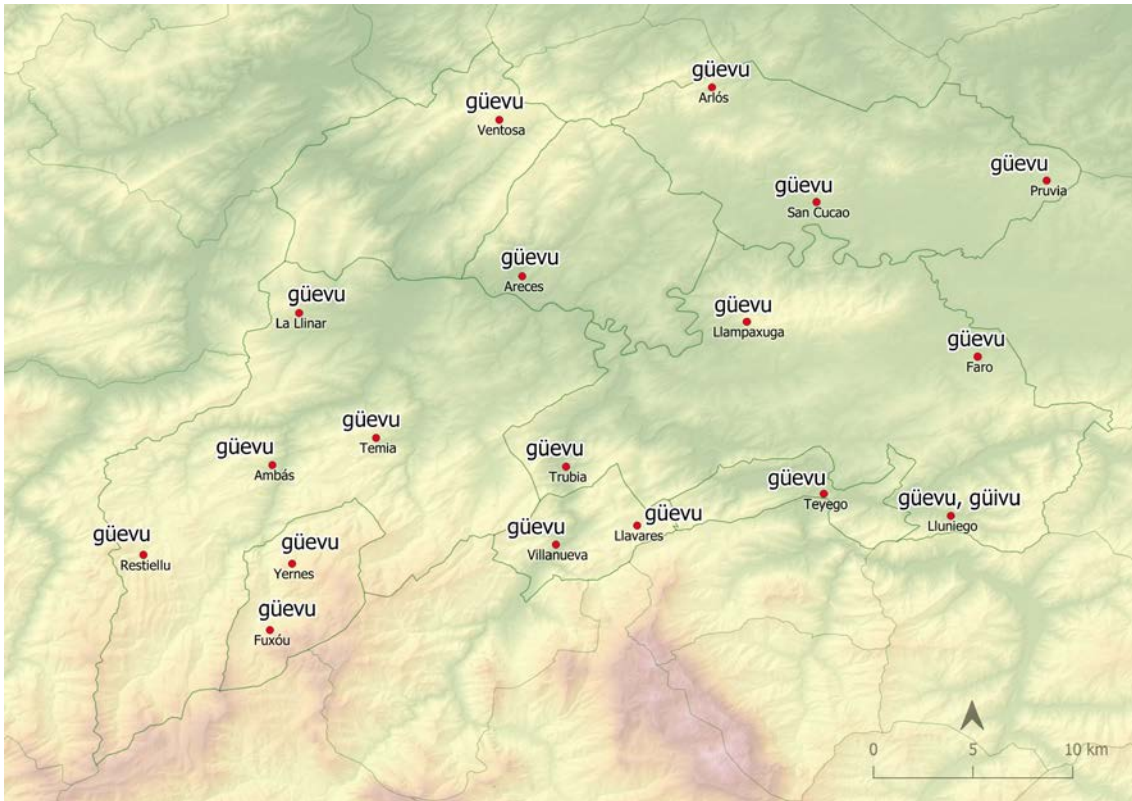 güevu
Arlós
güevu
Ventosa
güevu
Pruvia
güevu
San Cucao
güevu
Areces
güevu
La Llinar
güevu
Llampaxuga
güevu
Faro
güevu
Temia
güevu
Ambás
güevu
Trubia
güevu
Teyego
güevu, güivu
Lluniego
güevu
Llavares
güevu
Villanueva
güevu
Restiellu
güevu
Yernes
güevu
Fuxóu
0 5 10 km